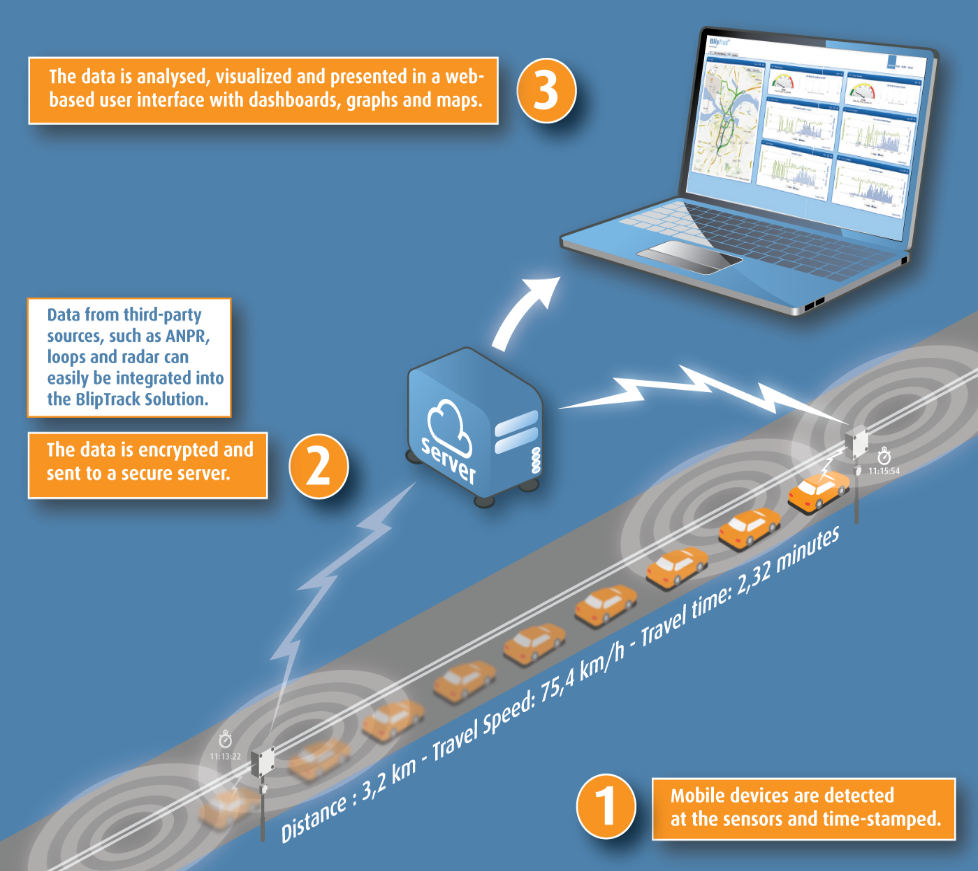 BlipTrack
The data is analysed, visualized and presented in a web-
based user interface with dashboards, graphs and maps.
3
Data from third-party
sources, such as ANPR,
loops and radar can
easily be integrated into
the BlipTrack Solution.
The data is encrypted and
sent to a secure server.
2
server
11:15:54
11:13:22
Distance : 3,2 km - Travel Speed: 75,4 km/h - Travel time: 2,32 minutes
1
Mobile devices are detected
at the sensors and time-stamped.